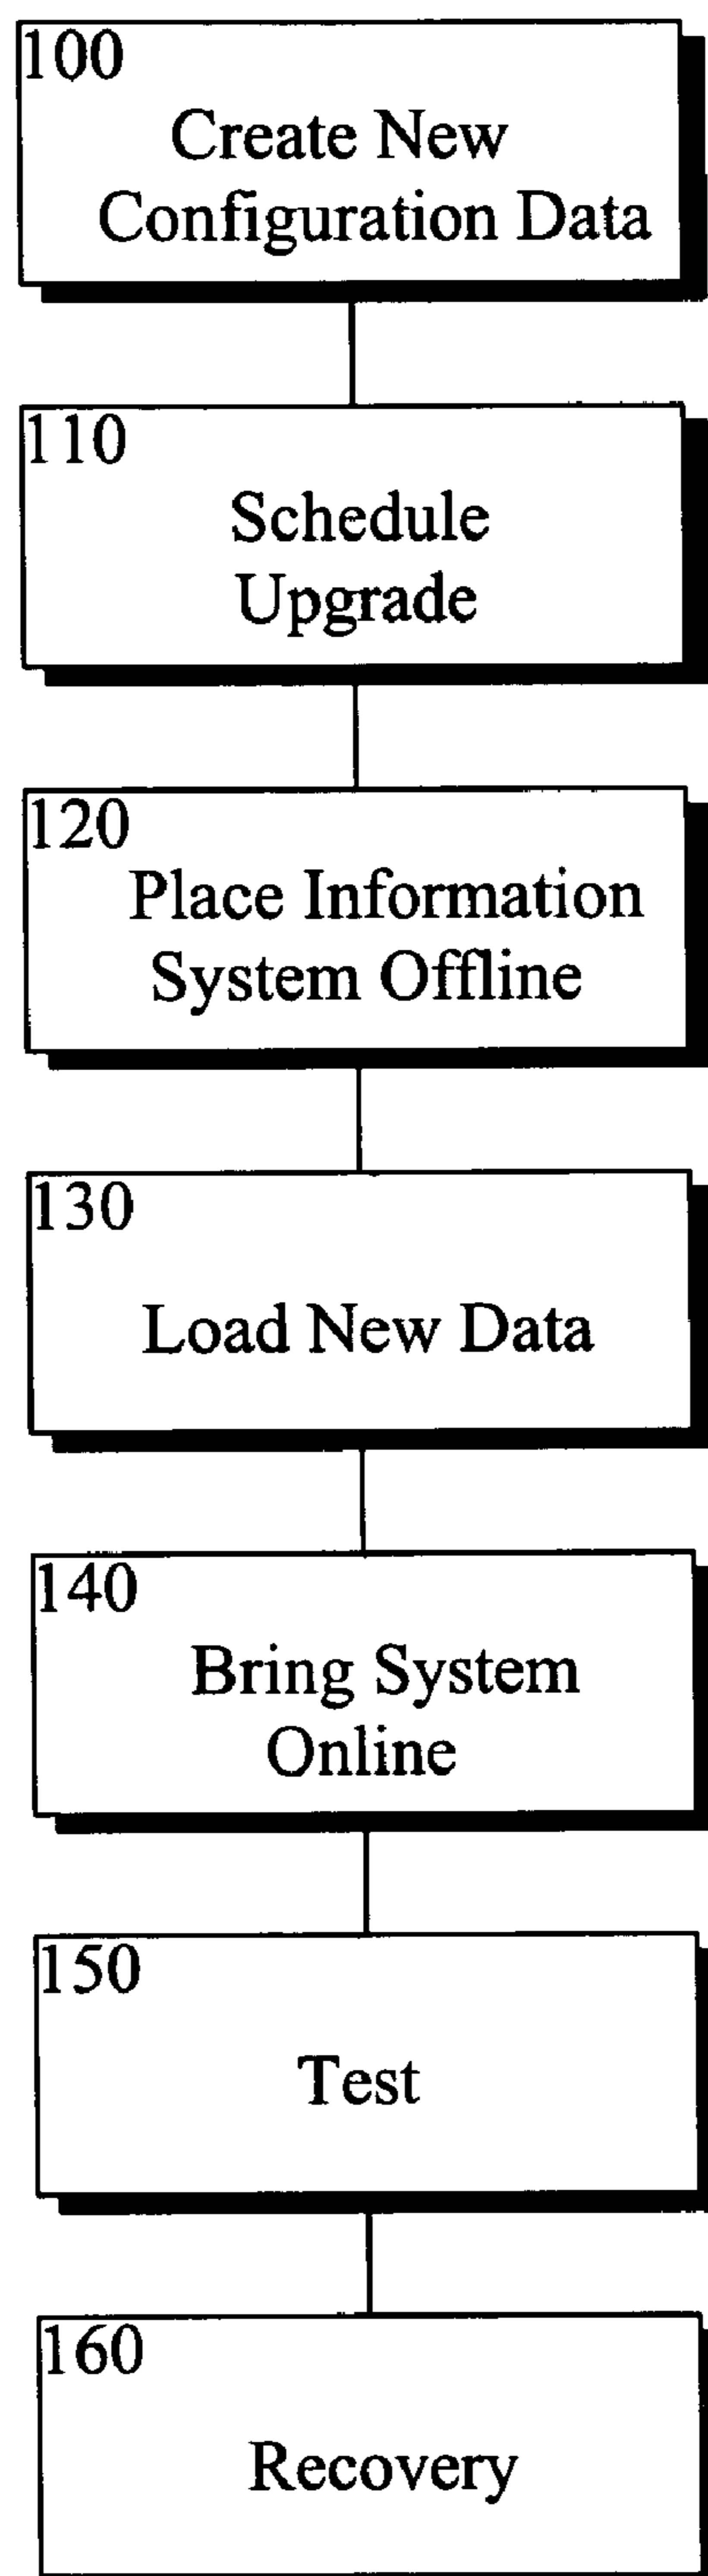 100
Create New
Configuration Data
110
Schedule
Upgrade
120
Place Information
System Offline
130
Load New Data
140
Bring System
Online
150
Test
160
Recovery